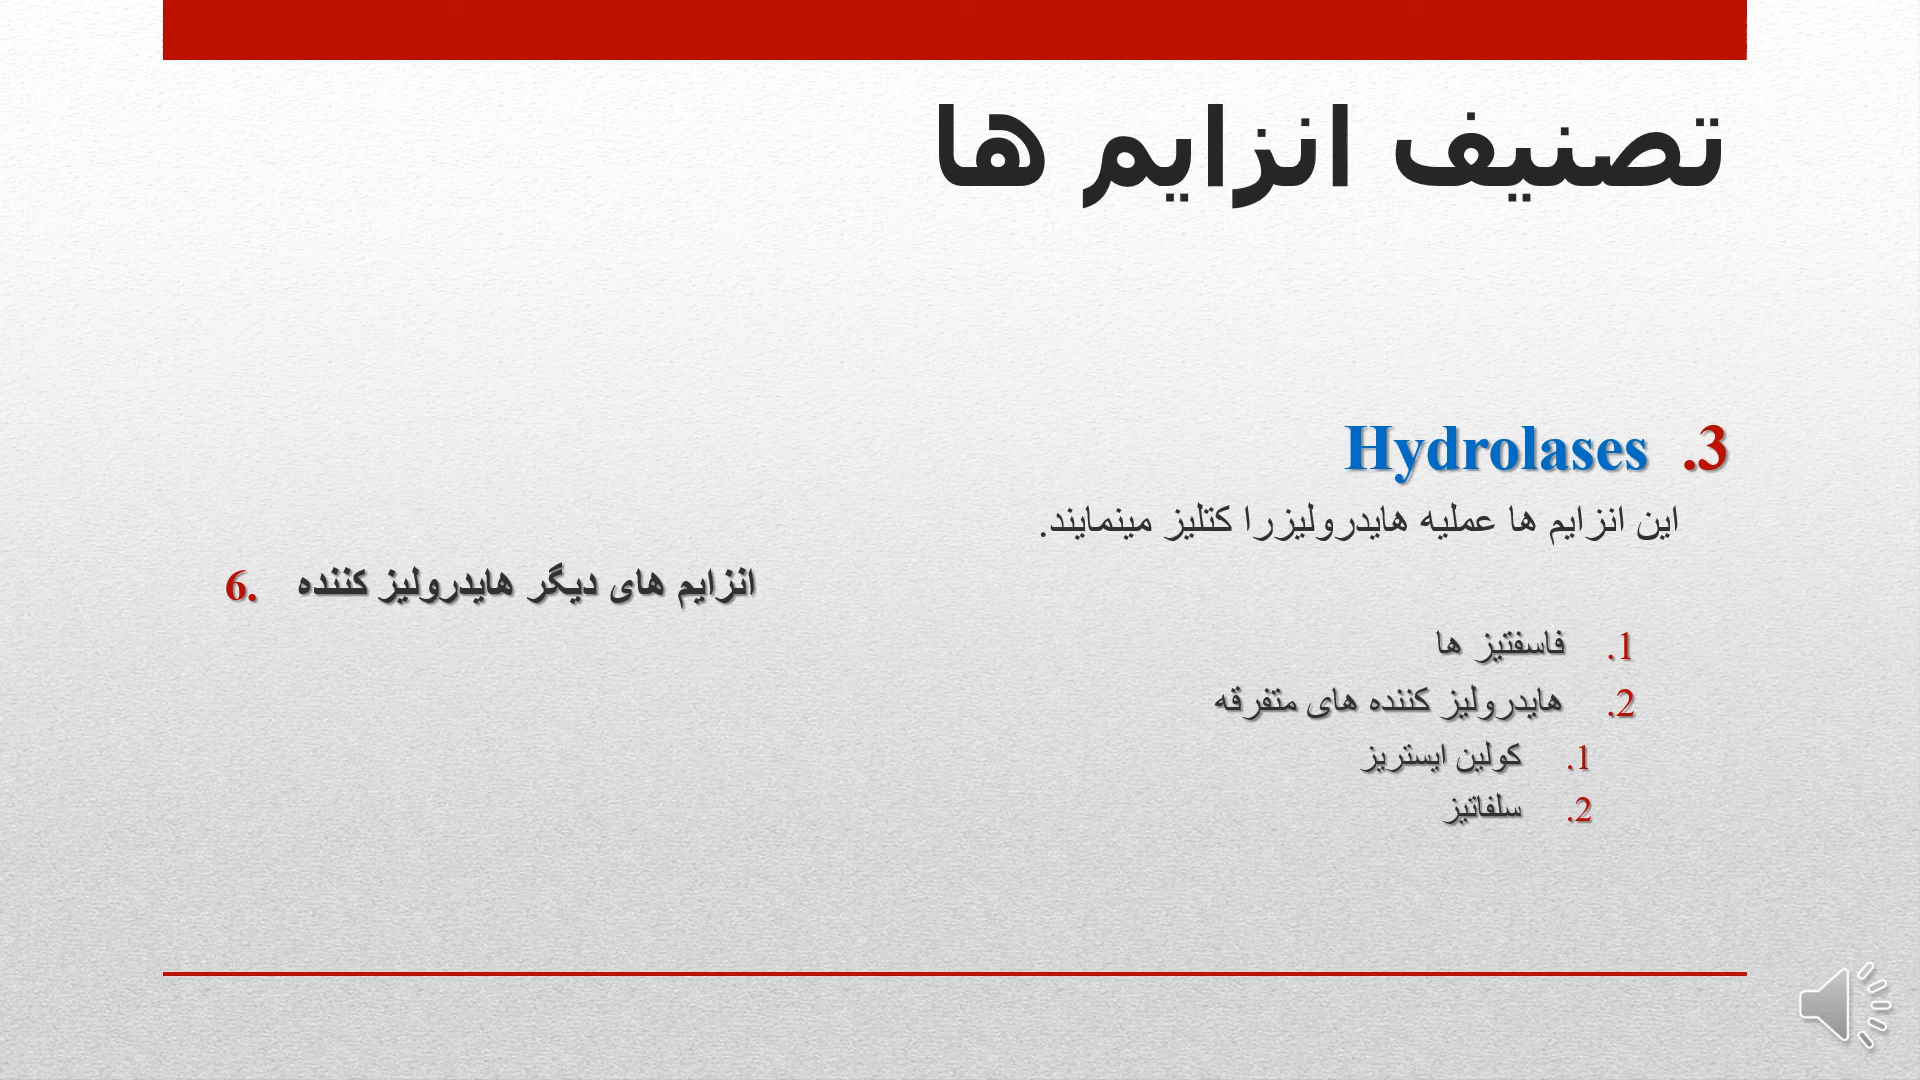 تصنیف انزایم ها
3. Hydrolases
این انزایم ها عملیه هایدرولیزرا کتلیز مینمایند.
6. انزایم های دیگر هایدرولیز کننده
1. فاسفتیز ها
2. هایدرولیز کننده های متفرقه
1. کولین ایستریز
2. سلفاتیز